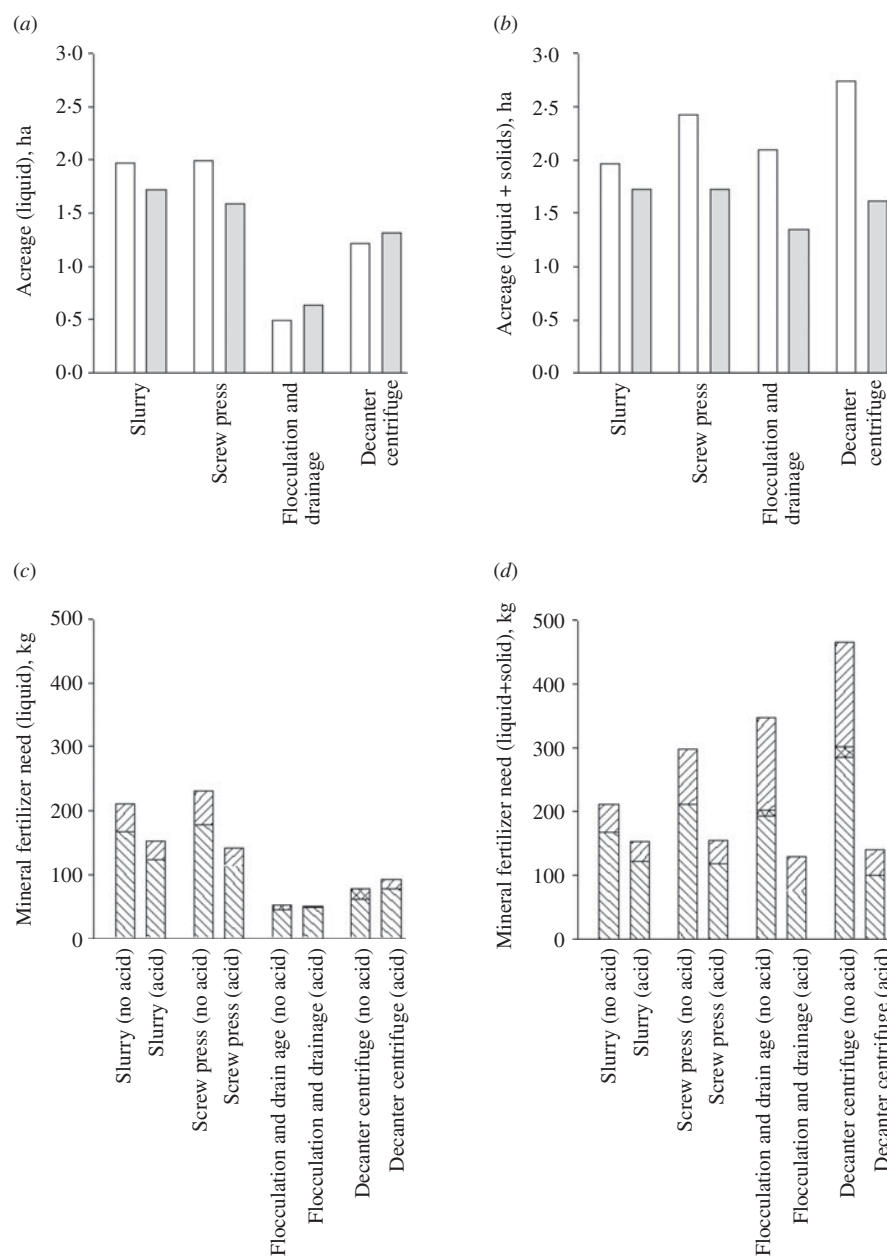 (a)
Acreage (liquid), ha
3·0
2·5
2·0
1·5
1·0
0·5
0·0
Slurry
Screw press
Flocculation and
drainage
Decanter
centrifuge
(b)
Acreage (liquid + solids), ha
3·0
2·5
2·0
1·5
1·0
0·5
0·0
Slurry
Screw press
Flocculation and
drainage
Decanter
centrifuge
(c)
Mineral fertilizer need (liquid), kg
500
400
300
200
100
0
Slurry (no acid)
Slurry (acid)
Screw press (no acid)
Screw press (acid)
Flocculation and drain age (no acid)
Flocculation and drainage (acid)
Decanter centrifuge (no acid)
Decanter centrifuge (acid)
(d)
Mineral fertilizer need (liquid+solid), kg
500
400
300
200
100
0
Slurry (no acid)
Slurry (acid)
Screw press (no acid)
Screw press (acid)
Flocculation and drainage (no acid)
Flocculation and drainage (acid)
Decanter centrifuge (no acid)
Decanter centrifuge (acid)